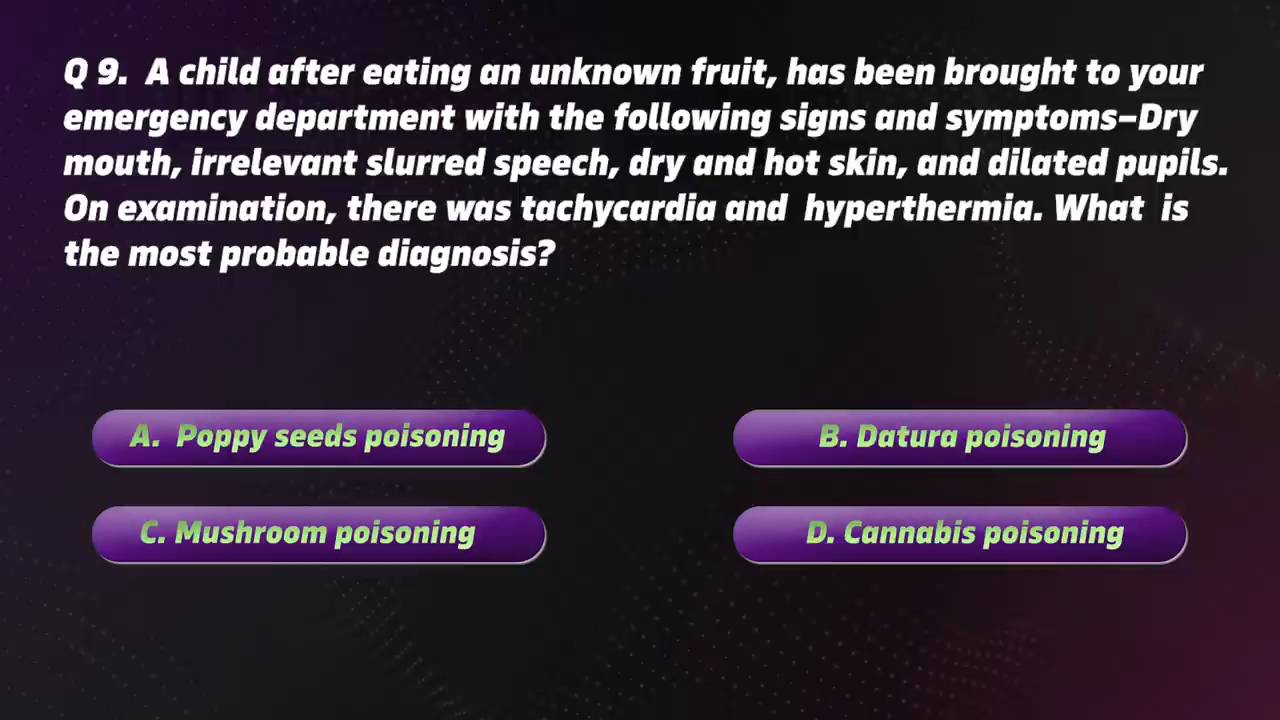 Q 9. A child after eating an unknown fruit, has been brought to your
emergency department with the following signs and symptoms–Dry
mouth, irrelevant slurred speech, dry and hot skin, and dilated pupils.
On examination, there was tachycardia and hyperthermia. What is
the most probable diagnosis?
A. Poppy seeds poisoning
B. Datura poisoning
C. Mushroom poisoning
D. Cannabis poisoning